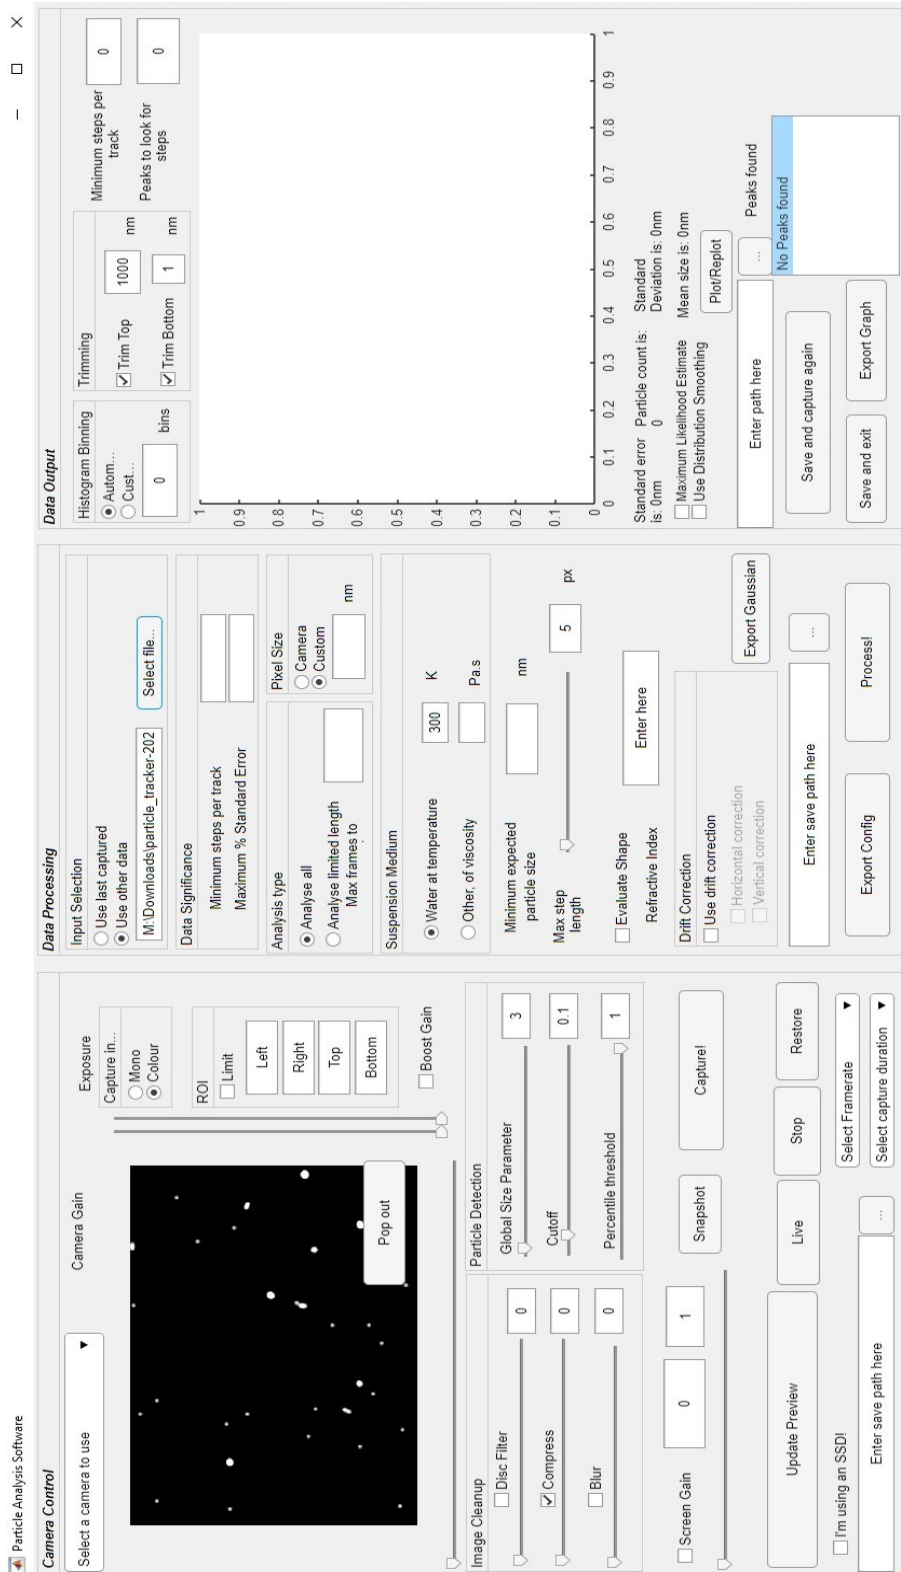 Particle Analysis Software
Camera Control
Select a camera to use
Camera Gain
Exposure
Capture in...
Mono
Colour
ROI
Limit
Left
Right
Top
Bottom
Pop out
Boost Gain
Image Cleanup
Disc Filter
0
Compress
0
Blur
0
Particle Detection
Global Size Parameter
3
Cutoff
0.1
Percentile threshold
1
Screen Gain
0
1
Snapshot
Capture!
Update Preview
Live
Stop
Restore
I'm using an SSD!
Select Framerate
Enter save path here
...
Select capture duration
Data Processing
Input Selection
Use last captured
Use other data
M:\Downloads\particle_tracker-202
Select file...
Data Significance
Minimum steps per track
Maximum % Standard Error
Analysis type
Analyse all
Analyse limited length
Max frames to
Pixel Size
Camera
Custom
nm
Suspension Medium
Water at temperature
300
K
Other, of viscosity
Pa.s
Minimum expected
particle size
nm
Max step
length
5
px
Evaluate Shape
Refractive Index
Enter here
Drift Correction
Use drift correction
Horizontal correction
Vertical correction
Export Gaussian
Enter save path here
...
Export Config
Process!
Data Output
Histogram Binning
Autom...
Cust...
0
bins
Trimming
Trim Top
1000
nm
Trim Bottom
1
nm
Minimum steps per
track
0
Peaks to look for
steps
0
1
0.9
0.8
0.7
0.6
0.5
0.4
0.3
0.2
0.1
0
0 0.1 0.2 0.3 0.4 0.5 0.6 0.7 0.8 0.9 1
Standard error
is: 0nm
Particle count is:
0
Standard
Deviation is: 0nm
Maximum Likelihood Estimate
Mean size is: 0nm
Use Distribution Smoothing
Plot/Replot
Enter path here
...
Peaks found
No Peaks found
Save and capture again
Save and exit
Export Graph